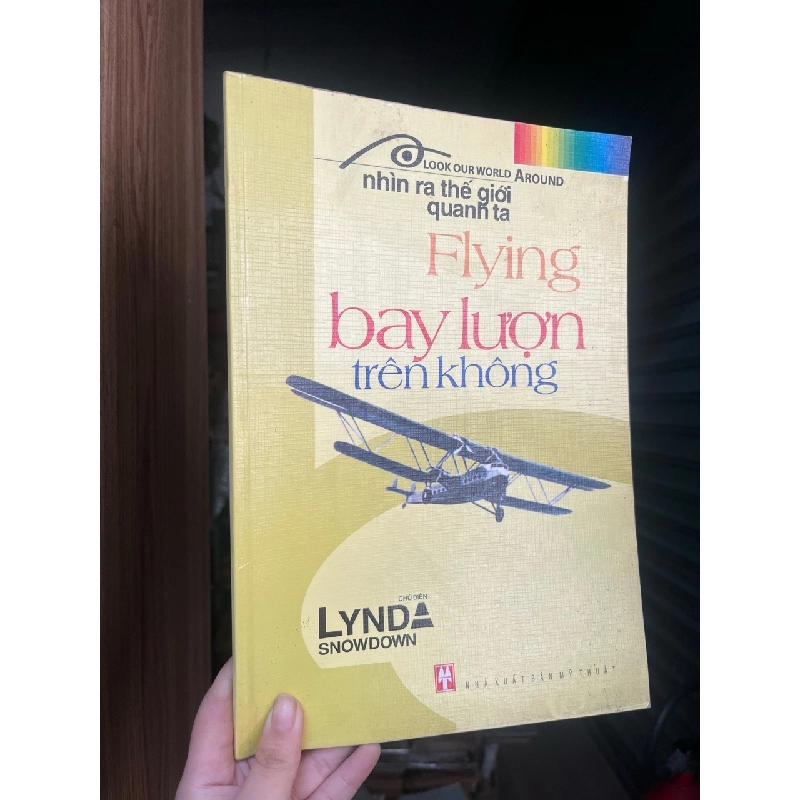 LOOK OUR WORLD AROUND
nhìn ra thế giới
quanh ta
Flying
bay lượn
trên không
CHỦ BIÊN
LYNDA
SNOWDOWN
NHÀ XUẤT BẢN MỸ THUẬT